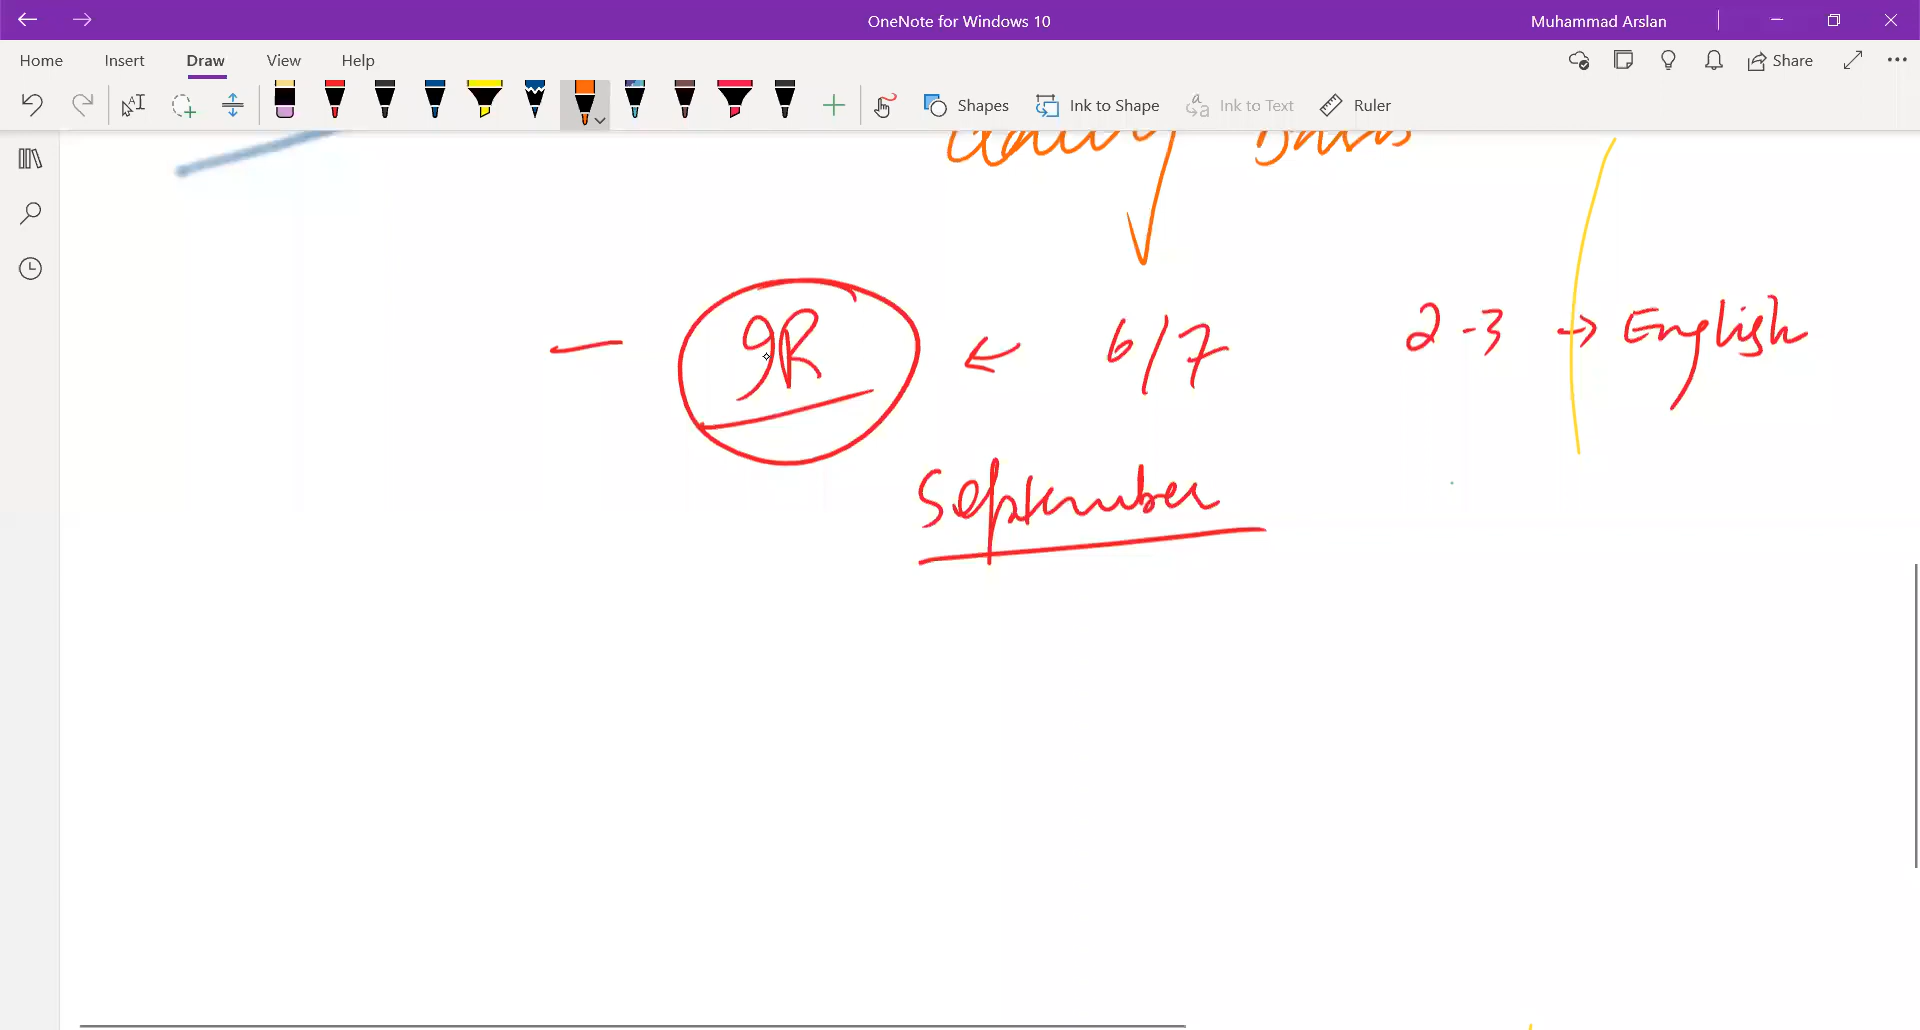 OneNote for Windows 10
Muhammad Arslan
Home Insert Draw View Help
Share
Shapes Ink to Shape Ink to Text Ruler
9R ← 6/7 2-3 → English
September